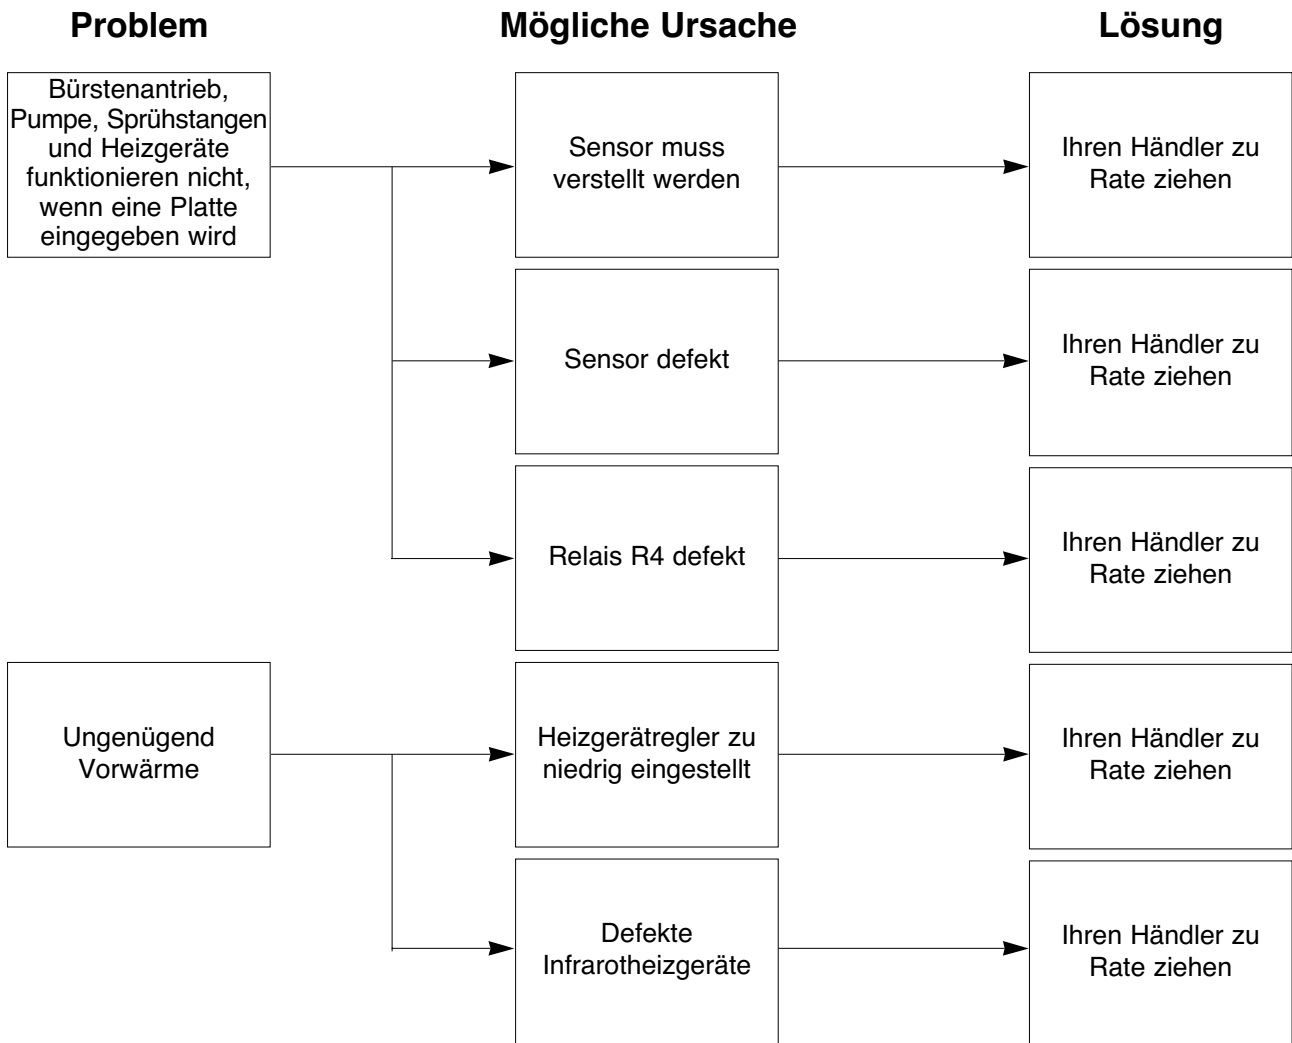 Problem
Mögliche Ursache
Lösung
Bürstenantrieb,
Pumpe, Sprühstangen
und Heizgeräte
funktionieren nicht,
wenn eine Platte
eingegeben wird
Sensor muss
verstellt werden
Ihren Händler zu
Rate ziehen
Sensor defekt
Ihren Händler zu
Rate ziehen
Relais R4 defekt
Ihren Händler zu
Rate ziehen
Ungenügend
Vorwärme
Heizgerätregler zu
niedrig eingestellt
Ihren Händler zu
Rate ziehen
Defekte
Infrarotheizgeräte
Ihren Händler zu
Rate ziehen